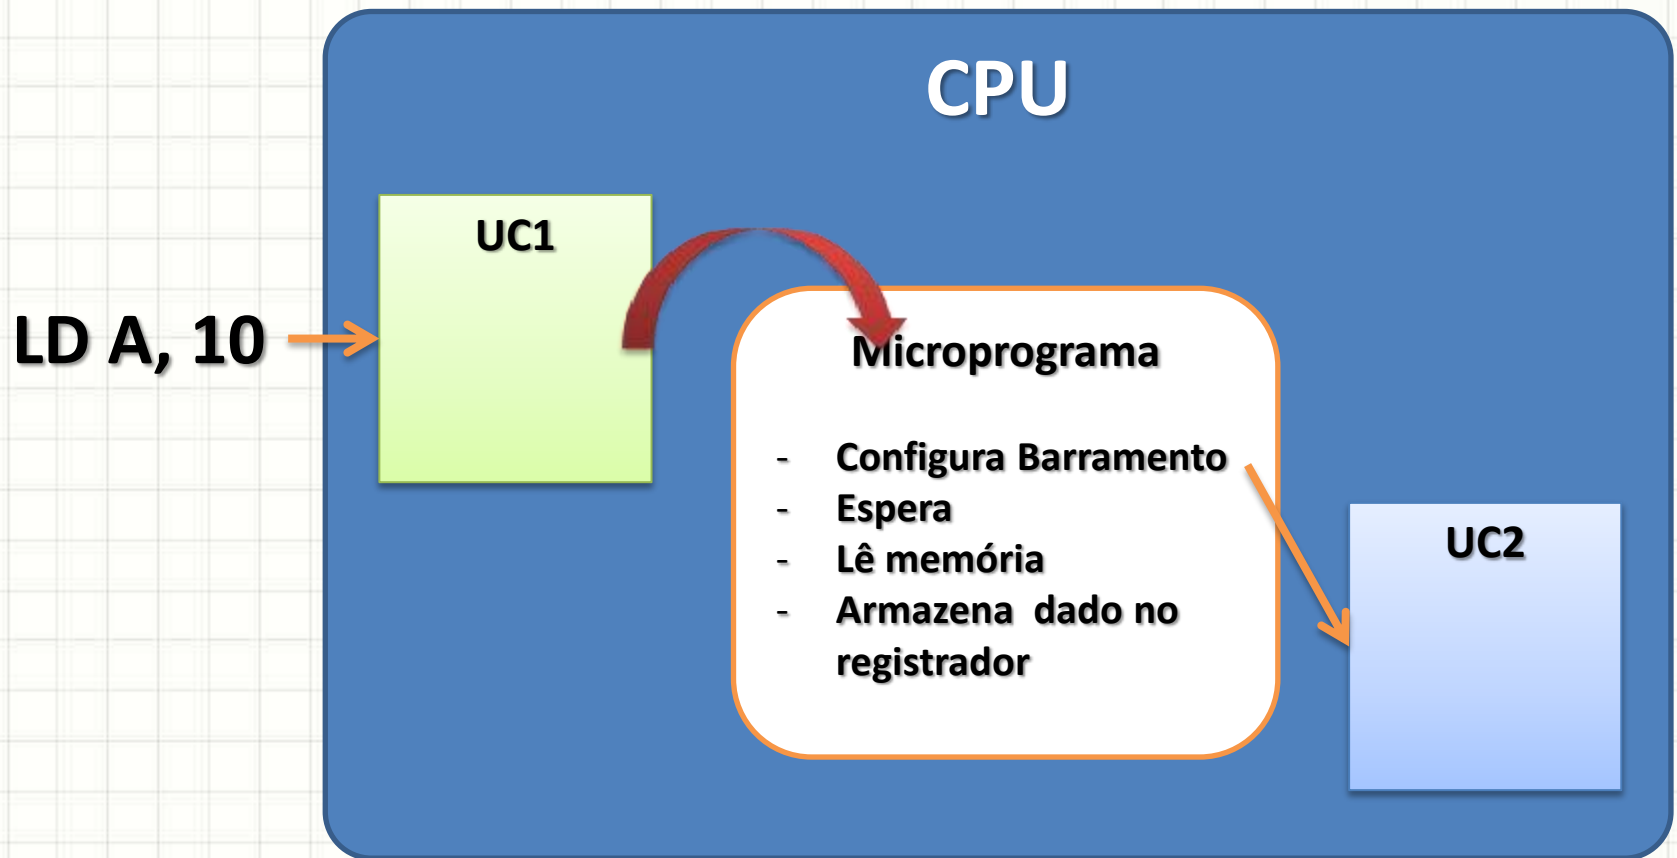 CPU
UC1
LD A, 10
Microprograma
- Configura Barramento
- Espera
- Lê memória
- Armazena dado no
registrador
UC2